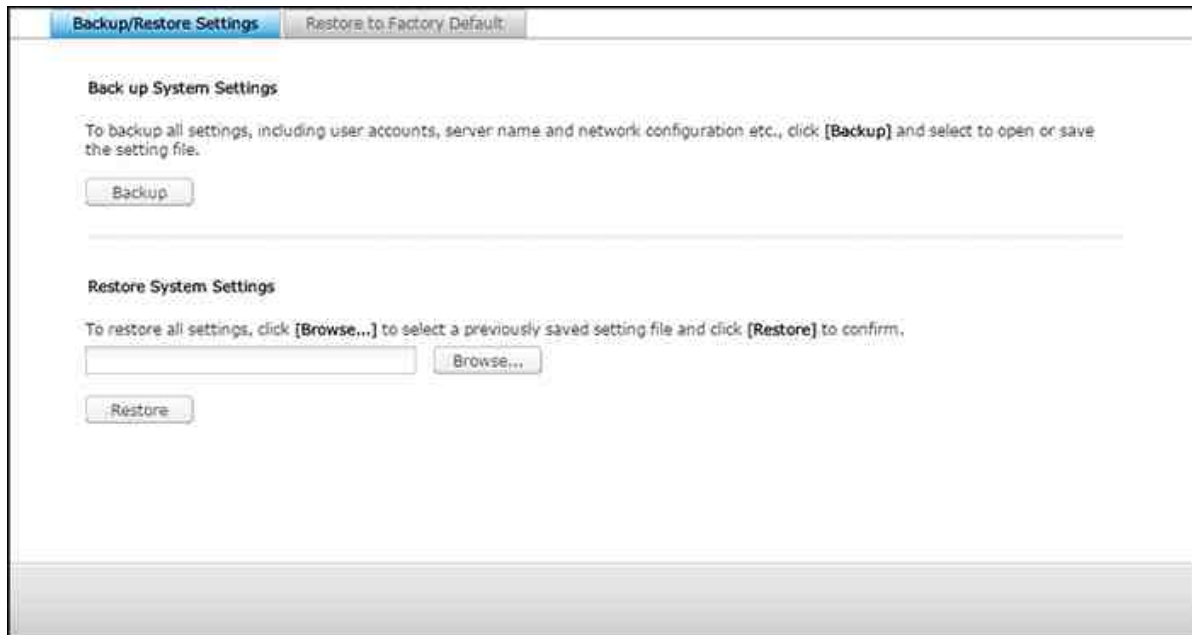 Backup/Restore Settings
Restore to Factory Default
Back up System Settings
To backup all settings, including user accounts, server name and network configuration etc., click [Backup] and select to open or save
the setting file.
Backup
Restore System Settings
To restore all settings, click [Browse...] to select a previously saved setting file and click [Restore] to confirm.
Browse...
Restore